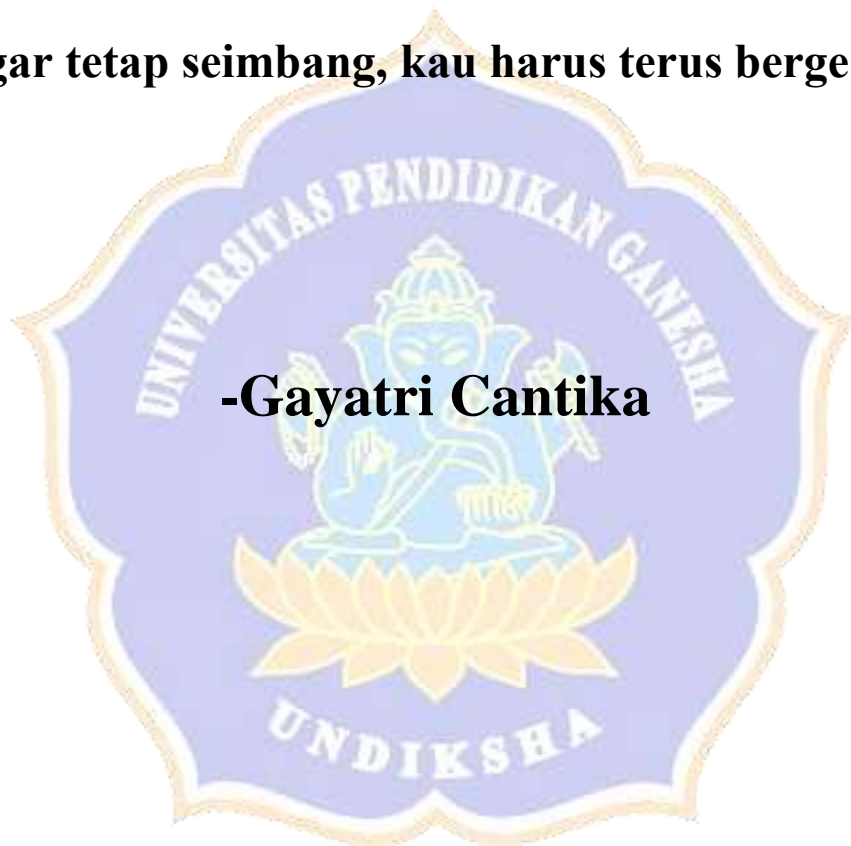 gar tetap seimbang, kau harus terus berge
UNIVERSITAS PENDIDIKAN GANESHA
-Gayatri Cantika
UNDIKSHA